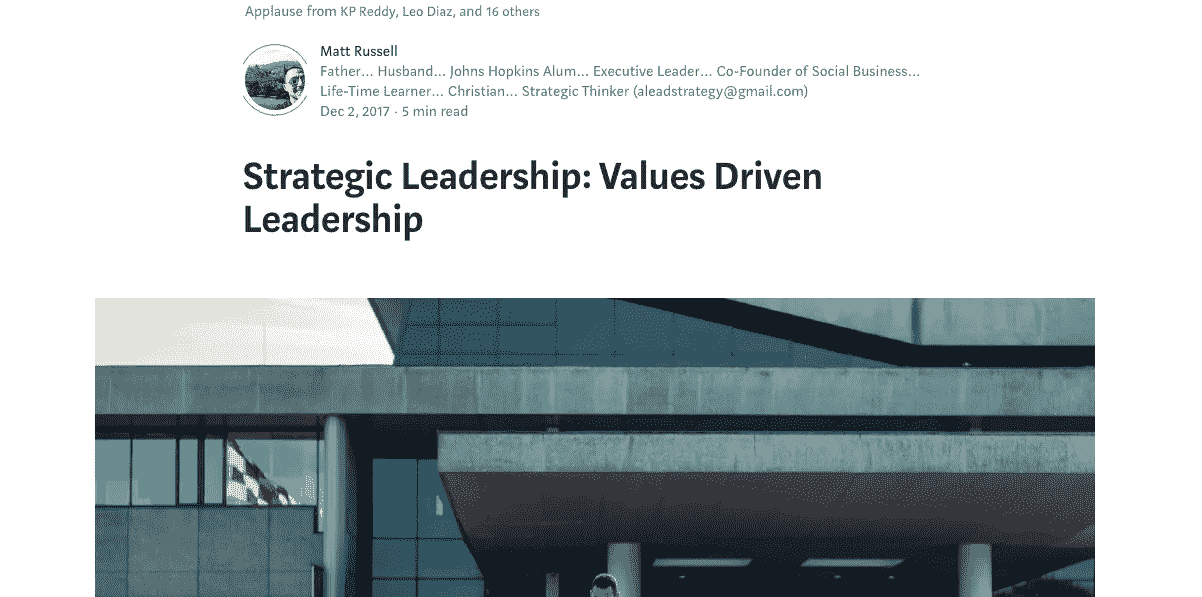 Applause from KP Reddy, Leo Diaz, and 16 others
Matt Russell
Father... Husband... Johns Hopkins Alum... Executive Leader... Co-Founder of Social Business...
Life-Time Learner... Christian... Strategic Thinker (aleadstrategy@gmail.com)
Dec 2, 2017 · 5 min read
Strategic Leadership: Values Driven
Leadership